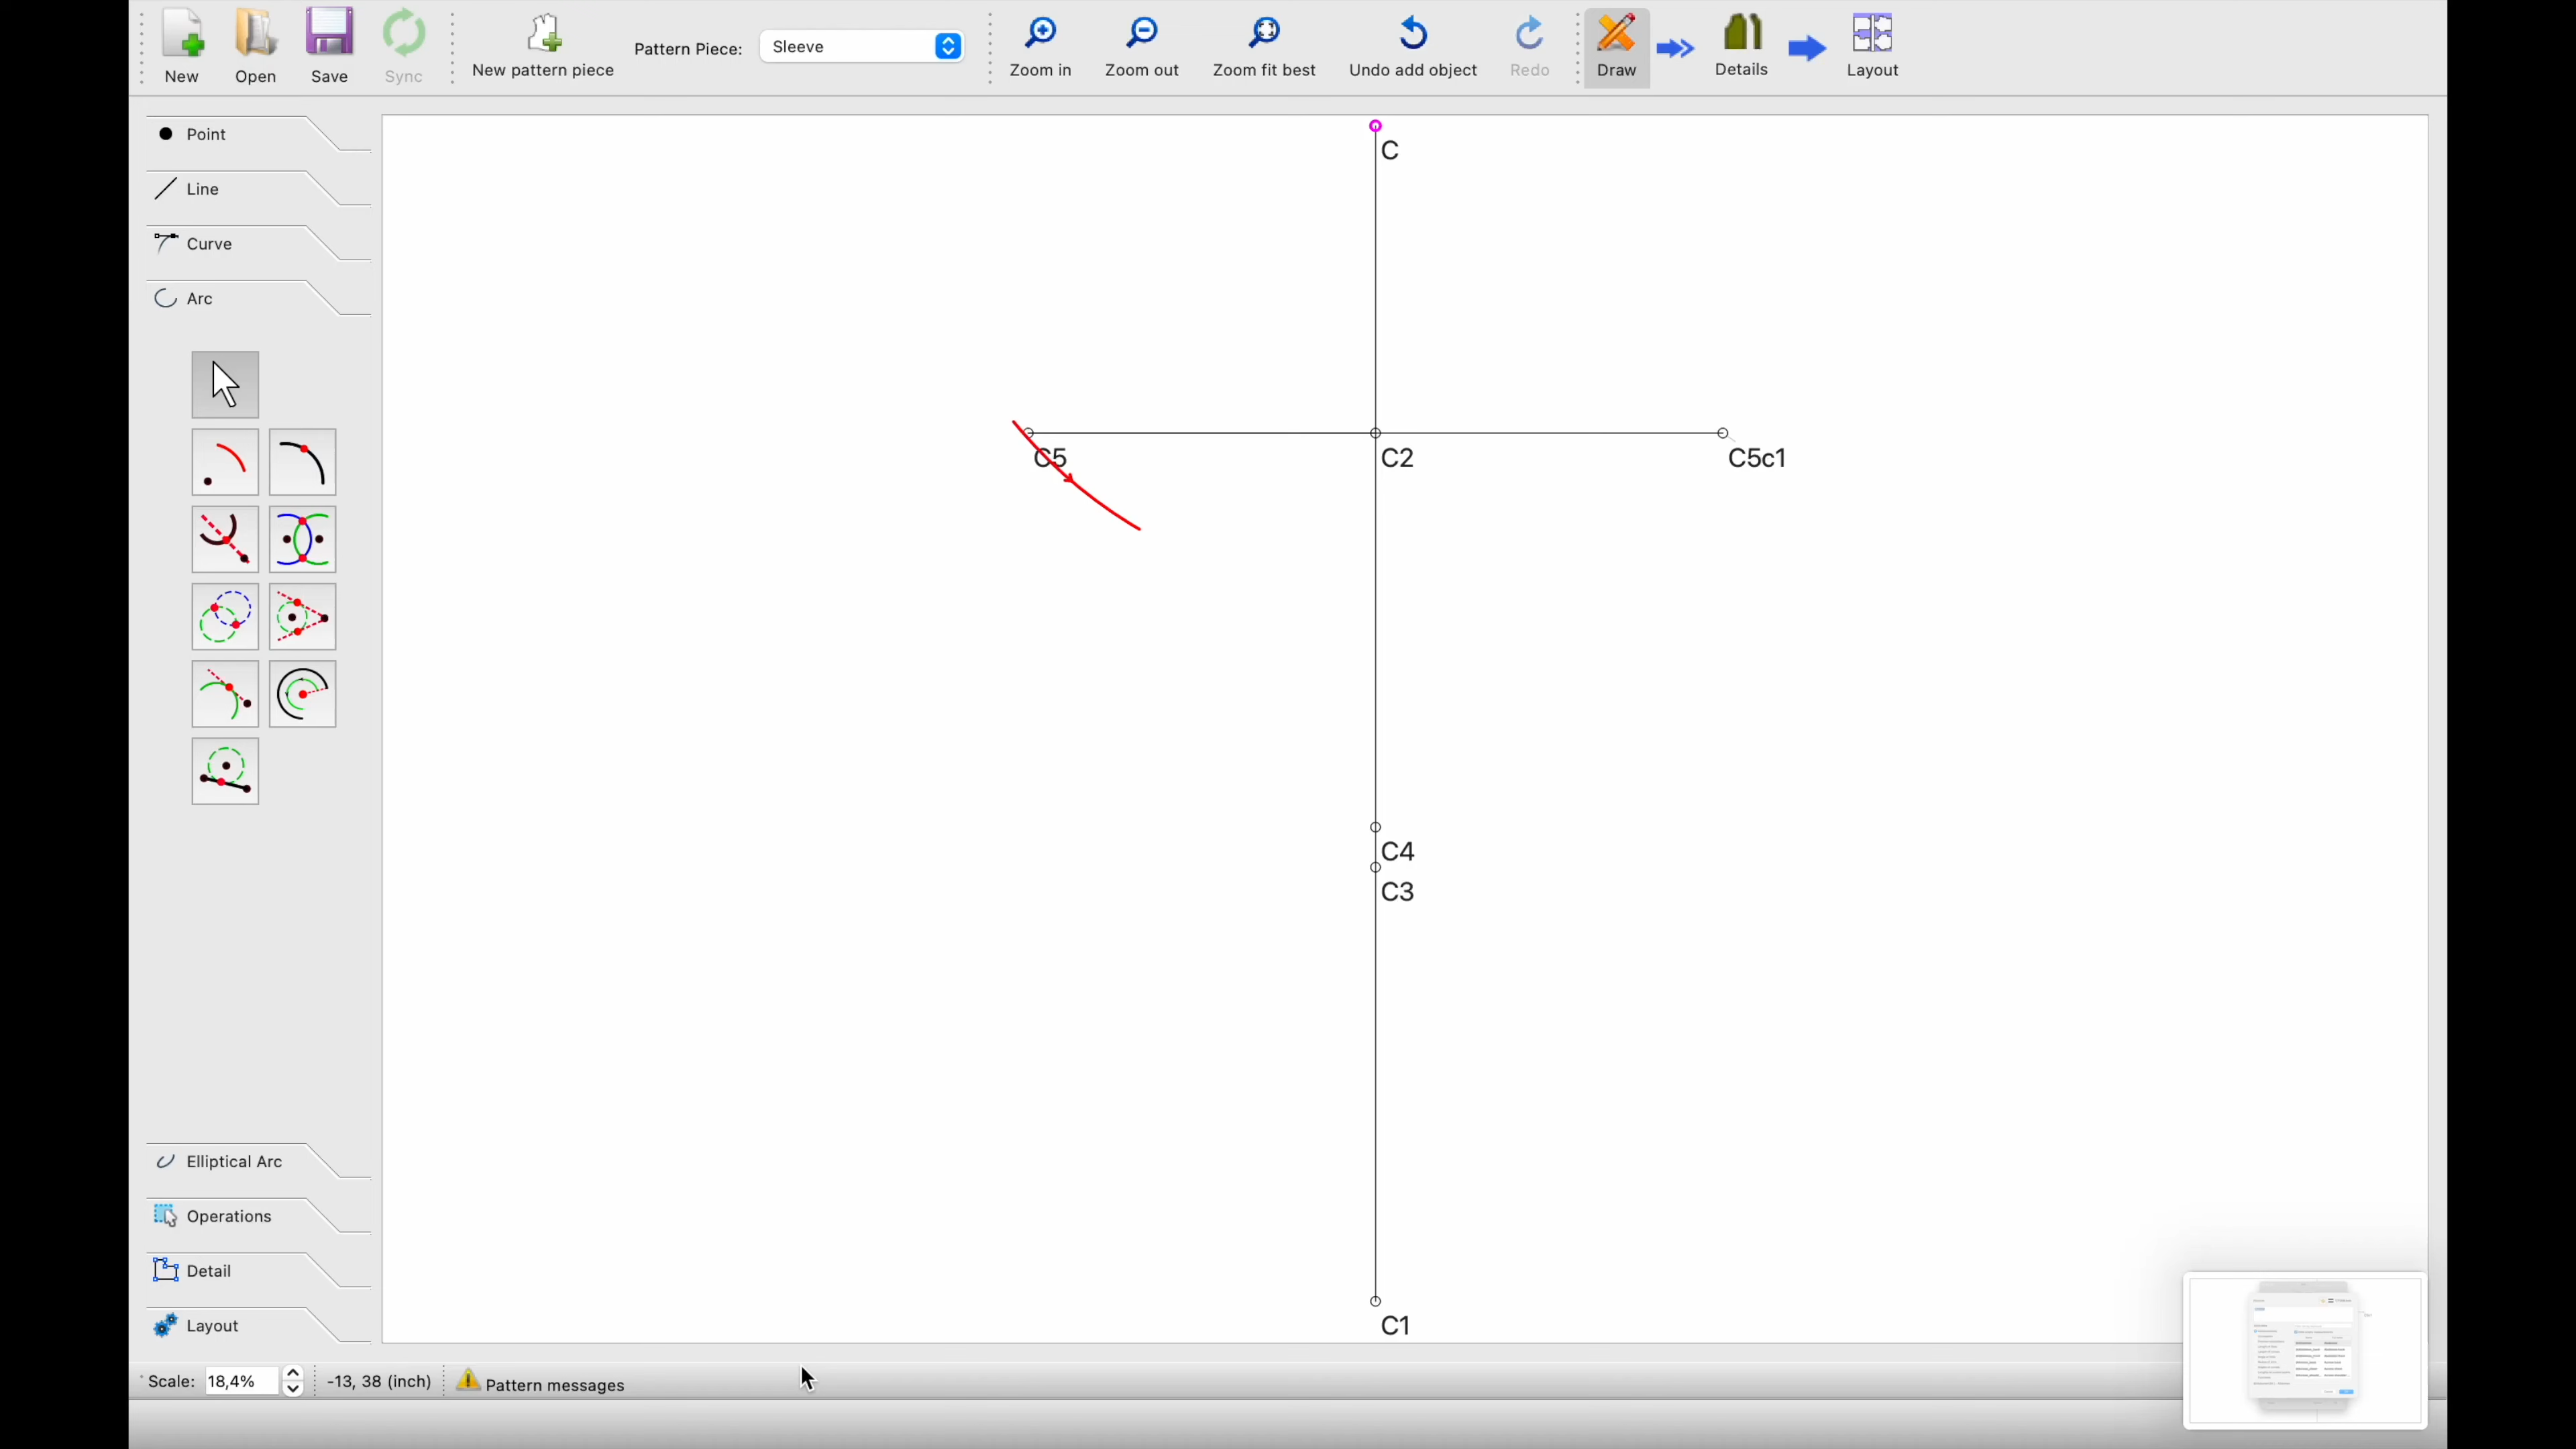 New
Open
Save
Sync
New pattern piece
Pattern Piece:
Sleeve
Zoom in
Zoom out
Zoom fit best
Undo add object
Redo
Draw
Details
Layout
Point
Line
Curve
Arc
Elliptical Arc
Operations
Detail
Layout
C
C5
C2
C5c1
C4
C3
C1
Scale:
18,4%
-13, 38 (inch)
Pattern messages